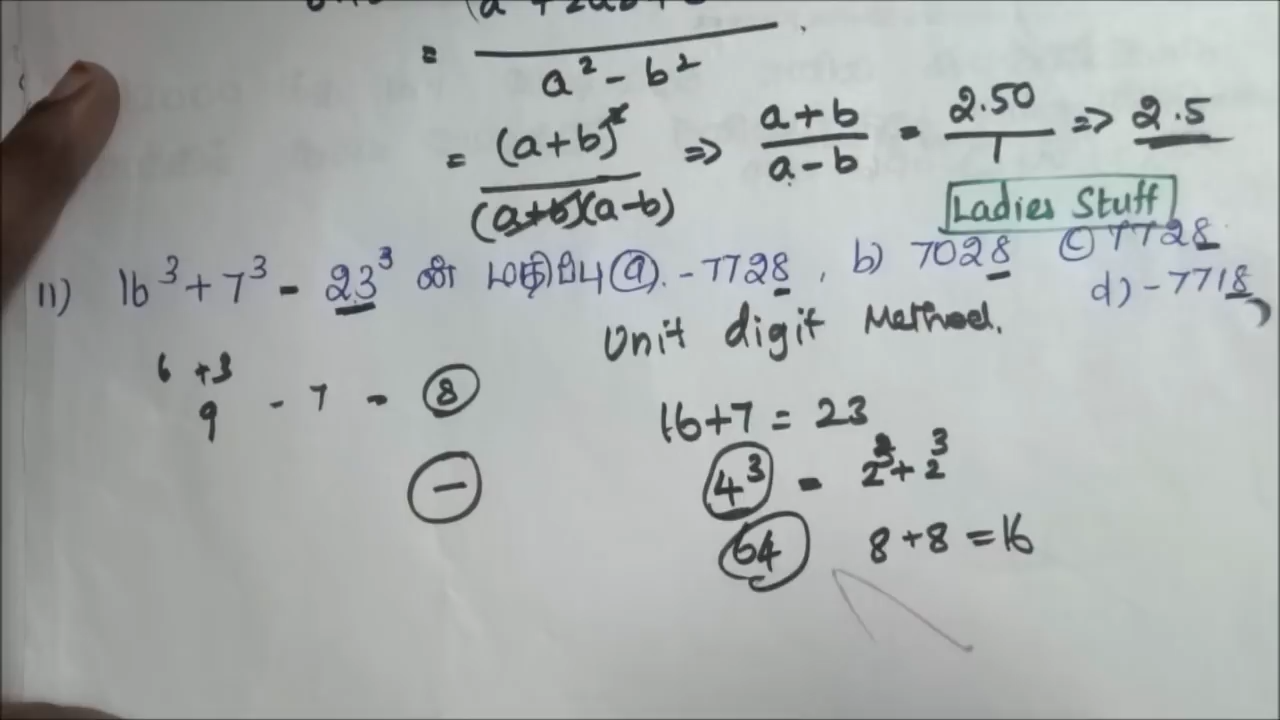 = a² - b²
= (a+b)² / (a+b)(a-b) => a+b / a-b = 2.50 / 1 => 2.5
Ladies Stuff
11) 16³ + 7³ - 23³ ன் மதிப்பு a). -7728, b) 7028 c) 7728
d) -7718
Unit digit Method.
6 +3
9 - 7 - 8
16+7 = 23
4³ - 2³ + 2³
64 8 + 8 = 16
-